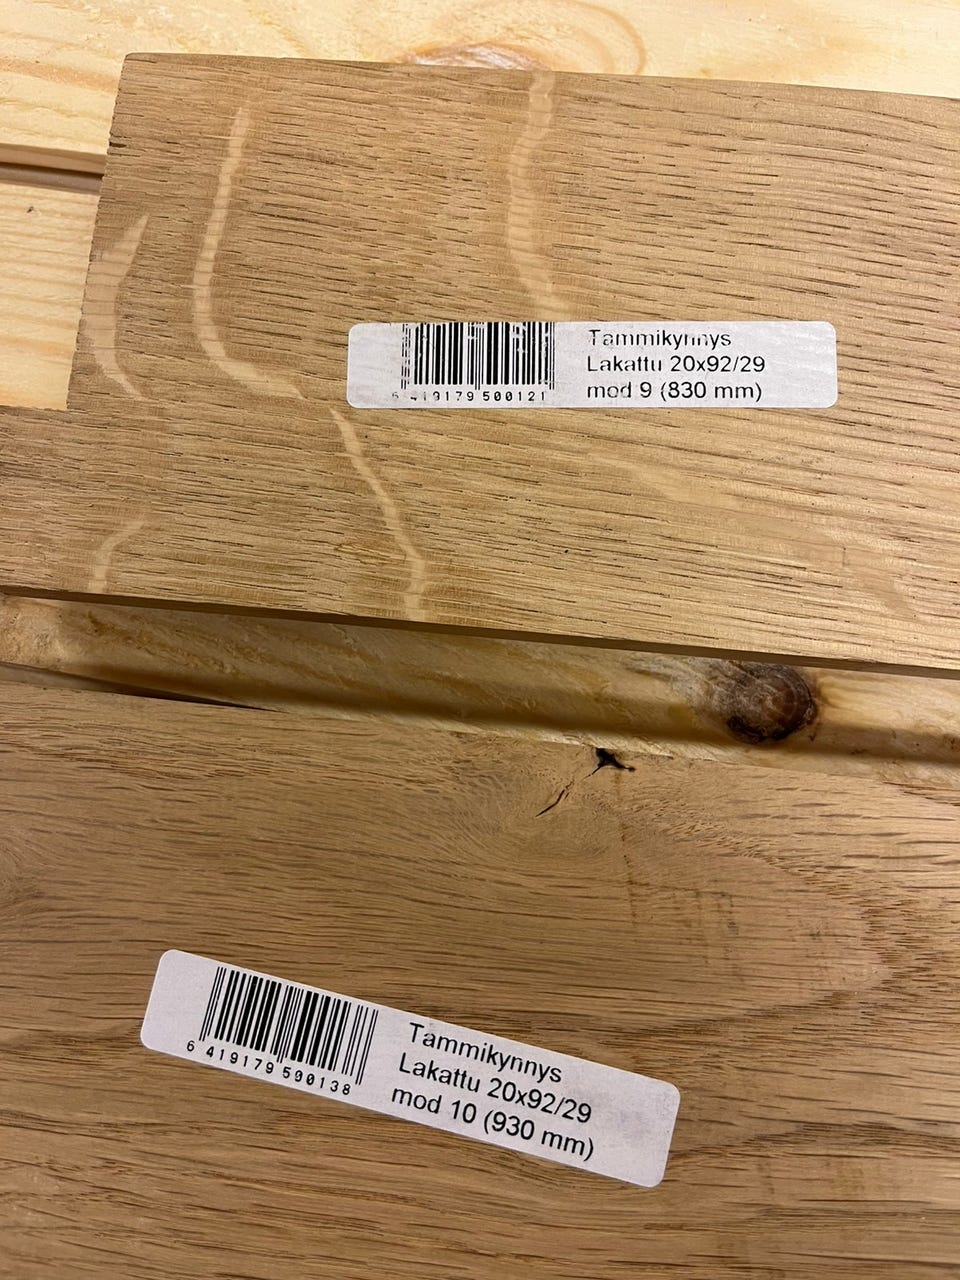 Tammikynnys
Lakattu 20x92/29
mod 9 (830 mm)
6 419179 500121
Tammikynnys
Lakattu 20x92/29
mod 10 (930 mm)
6 419179 500138